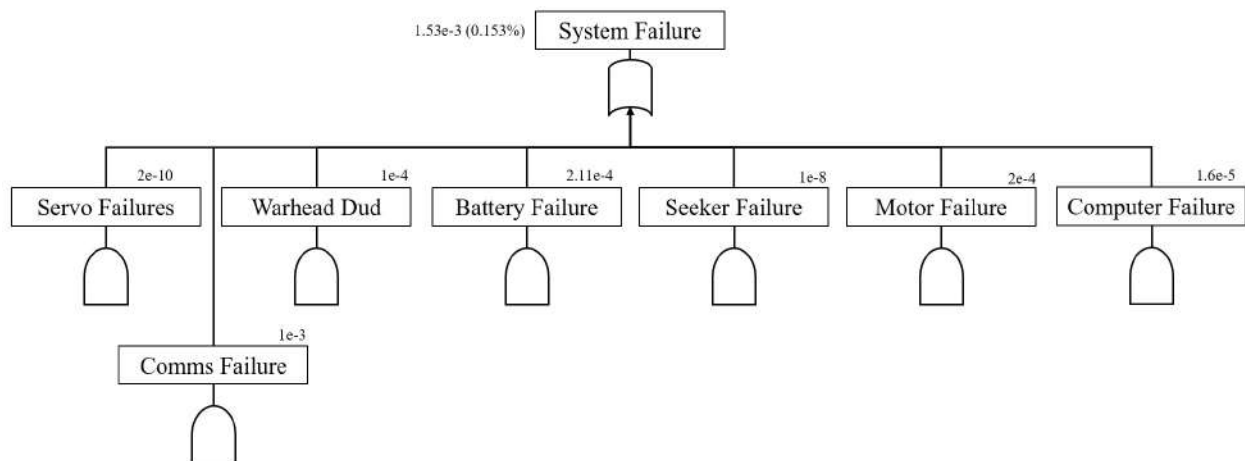 1.53e-3 (0.153%)
System Failure
2e-10
1e-4
2.11e-4
1e-8
2e-4
1.6e-5
Servo Failures
Warhead Dud
Battery Failure
Seeker Failure
Motor Failure
Computer Failure
1e-3
Comms Failure